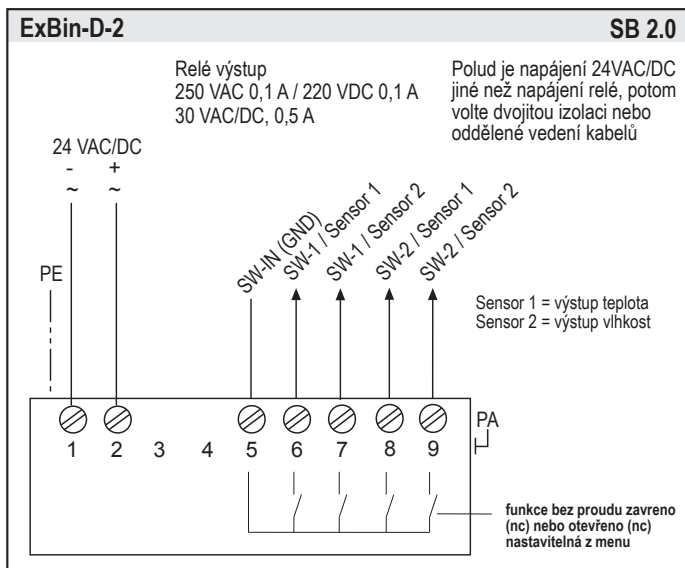 ExBin-D-2
SB 2.0
Relé výstup
250 VAC 0,1 A / 220 VDC 0,1 A
30 VAC/DC, 0,5 A
Polud je napájení 24VAC/DC
jiné než napájení relé, potom
volte dvojitou izolaci nebo
oddělené vedení kabelů
24 VAC/DC
- +
~ ~
PE
SW-IN (GND)
SW-1 / Sensor 1
SW-1 / Sensor 2
SW-2 / Sensor 1
SW-2 / Sensor 2
Sensor 1 = výstup teplota
Sensor 2 = výstup vlhkost
PA
1 2 3 4 5 6 7 8 9
funkce bez proudu zavreno
(nc) nebo otevřeno (nc)
nastavitelná z menu